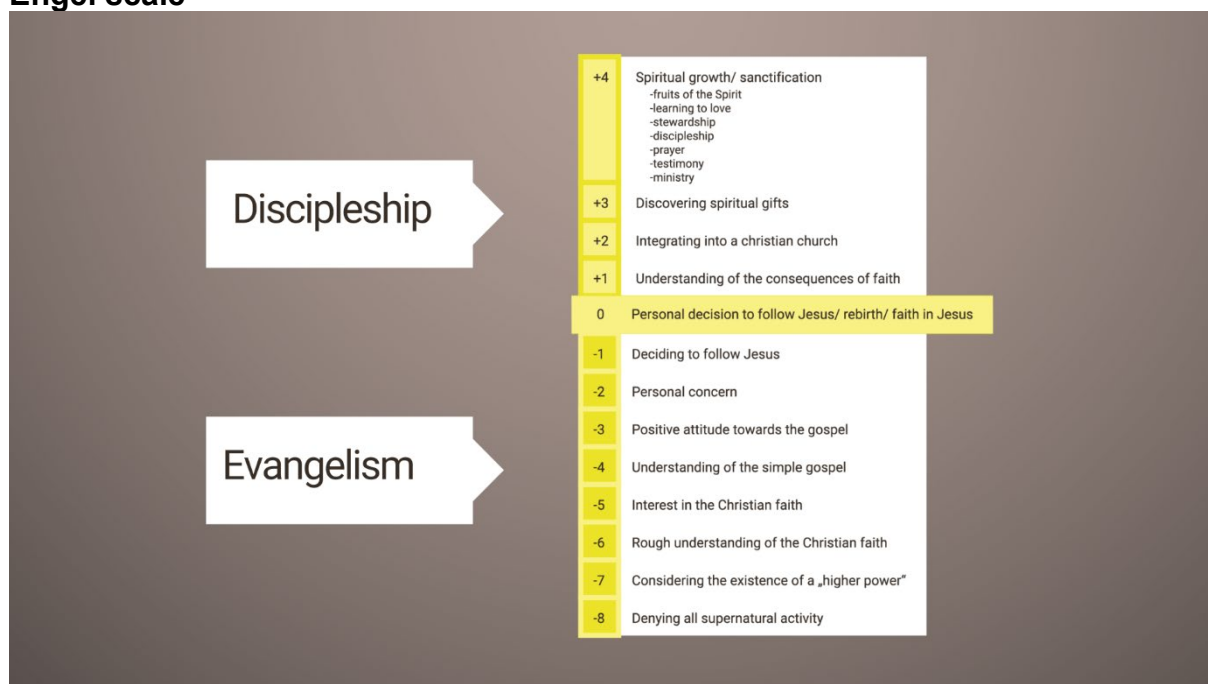 Engel scale
Discipleship
+4 Spiritual growth/ sanctification
-fruits of the Spirit
-learning to love
-stewardship
-discipleship
-prayer
-testimony
-ministry
+3 Discovering spiritual gifts
+2 Integrating into a christian church
+1 Understanding of the consequences of faith
0 Personal decision to follow Jesus/ rebirth/ faith in Jesus
Evangelism
-1 Deciding to follow Jesus
-2 Personal concern
-3 Positive attitude towards the gospel
-4 Understanding of the simple gospel
-5 Interest in the Christian faith
-6 Rough understanding of the Christian faith
-7 Considering the existence of a „higher power“
-8 Denying all supernatural activity